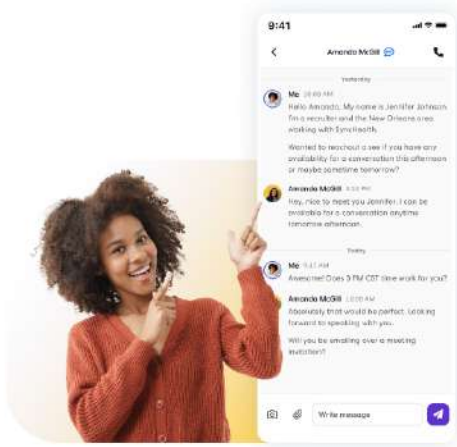 9:41
Amanda McGill
Yesterday
Me
Hello Amanda, My name is Jennifer Johnson
I'm a recruiter and the New Orleans area
working with SyncHealth.
Wanted to reachout a see if you have any
availability for a conversation this afternoon
or maybe sometime tomorrow?
Amanda McGill
Hey, nice to meet you Jennifer. I can be
available for a conversation anytime
tomorrow afternoon.
Today
Me 9:41 AM
Awesome! Does 3 PM CST time work for you?
Amanda McGill 10:00 AM
Absolutely that would be perfect. Looking
forward to speaking with you.
Will you be emailing over a meeting
invitation?
Write message